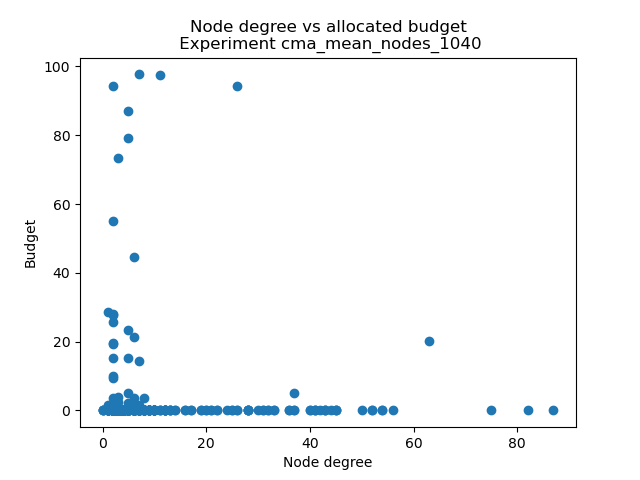 Node degree vs allocated budget
Experiment cma_mean_nodes_1040
100
80
60
40
20
0
Budget
0 20 40 60 80
Node degree